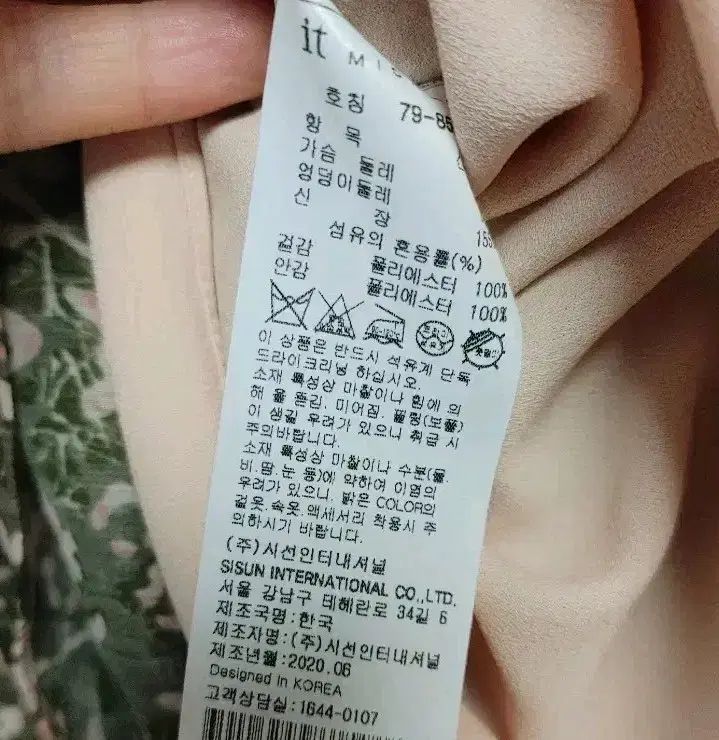 it MIS
호칭 79-85
항 목
가슴 둘레
엉덩이둘레
신 장 155
섬유의 혼용률(%)
겉감 폴리에스터 100%
안감 폴리에스터 100%
이 상품은 반드시 석유계 단독
드라이크리닝 하십시오.
소재 특성상 마찰이나 힘에 의
해 올 뜯김, 미어짐, 필링(보풀)
이 생길 우려가 있으니 취급 시
주의바랍니다.
소재 특성상 마찰이나 수분(물,
비,땀,눈 등)에 약하여 이염의
우려가 있으니, 밝은 COLOR의
겉옷,속옷,액세서리 착용시 주
의하시기 바랍니다.
(주)시선인터내셔널
SISUN INTERNATIONAL CO.,LTD.
서울 강남구 테헤란로 34길 6
제조국명:한국
제조자명:(주)시선인터내셔널
제조년월:2020.06
Designed in KOREA
고객상담실:1644-0107